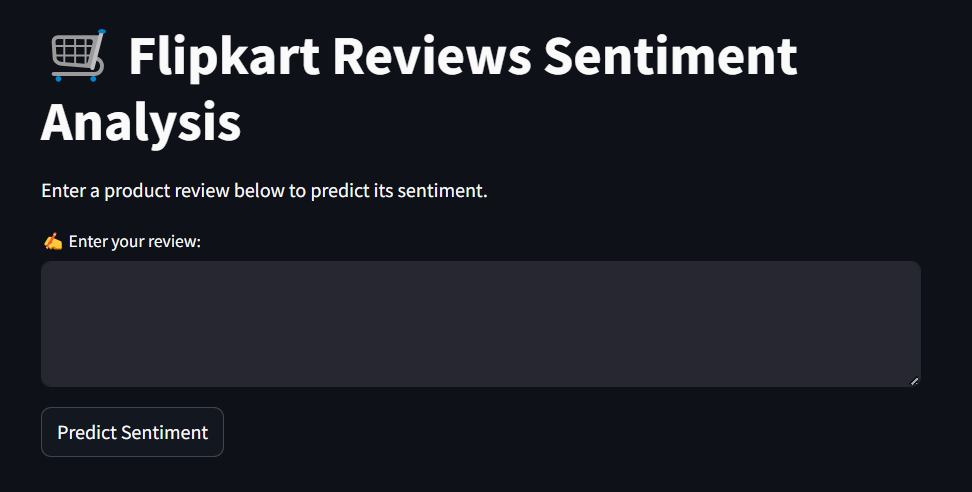 🛒 Flipkart Reviews Sentiment
Analysis
Enter a product review below to predict its sentiment.
✍️ Enter your review:
Predict Sentiment